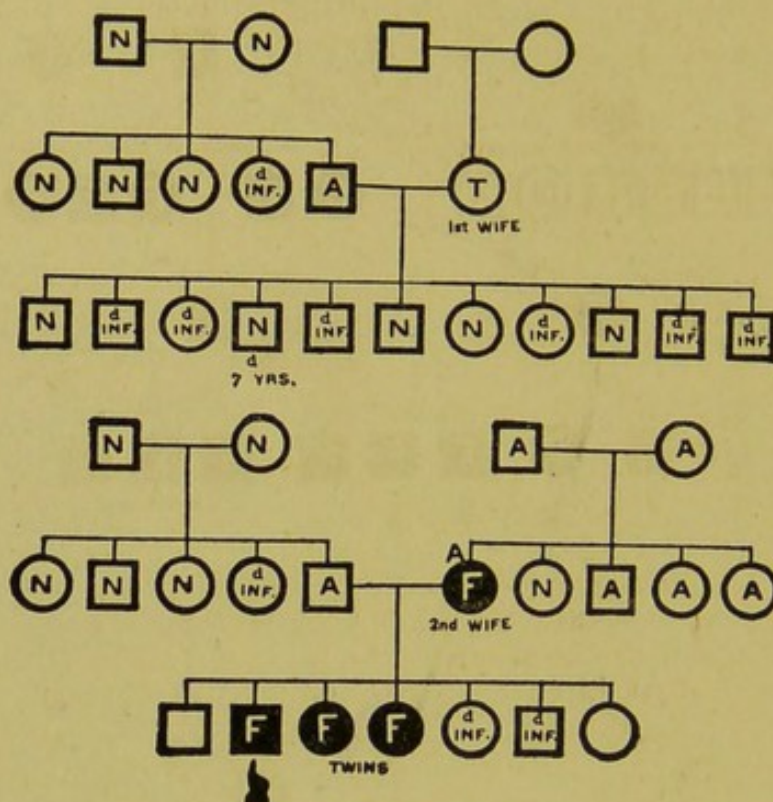 N N
N N N d INF. A T
1st WIFE
N d INF. d INF. N d INF. N N d INF. N d INF. d INF.
d
7 YRS.
N N A A
A
N N N d INF. A F N A A A
2nd WIFE
F F F d INF. d INF.
TWINS